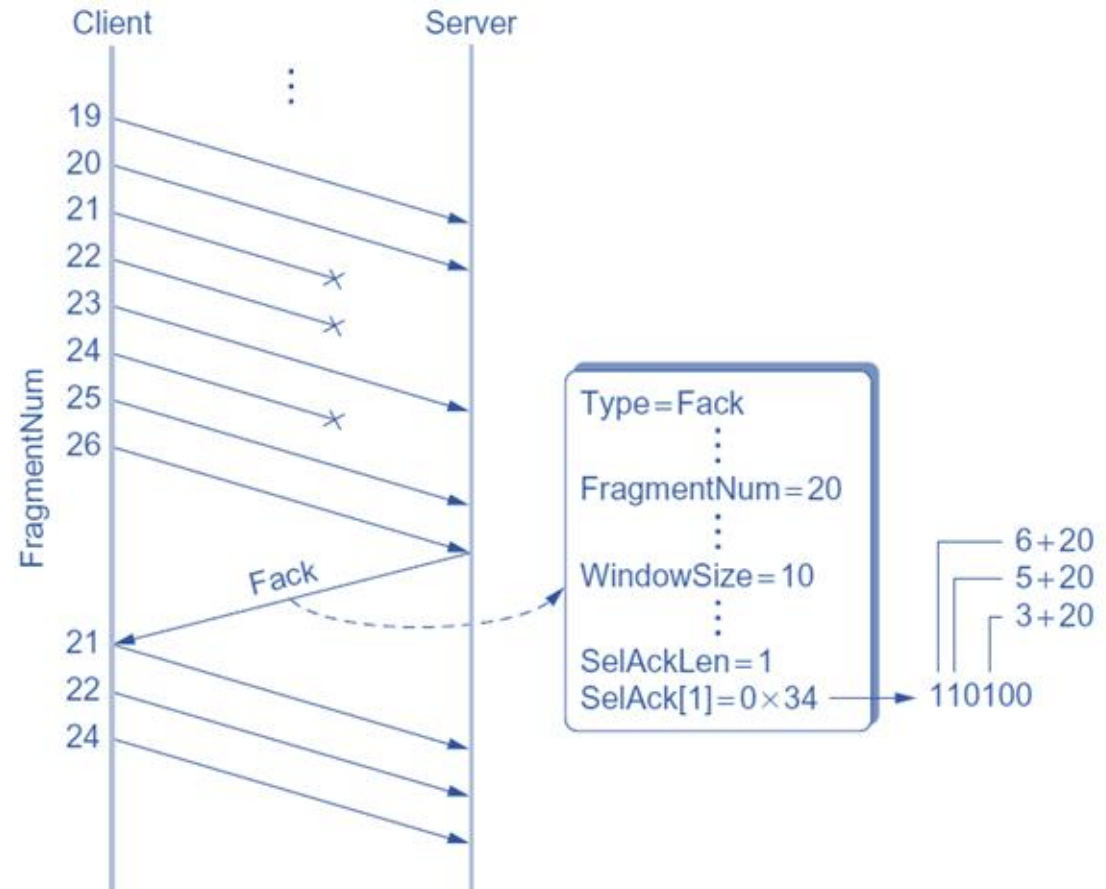 Client
Server
19
20
21
22
23
24
25
26
FragmentNum
Fack
21
22
24
Type=Fack
FragmentNum=20
WindowSize=10
SelAckLen=1
SelAck[1]=0×34
6+20
5+20
3+20
110100